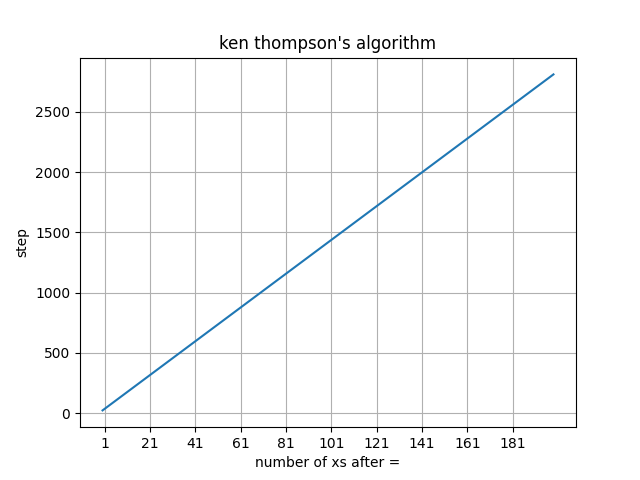 ken thompson's algorithm
step
2500
2000
1500
1000
500
0
1 21 41 61 81 101 121 141 161 181
number of xs after =